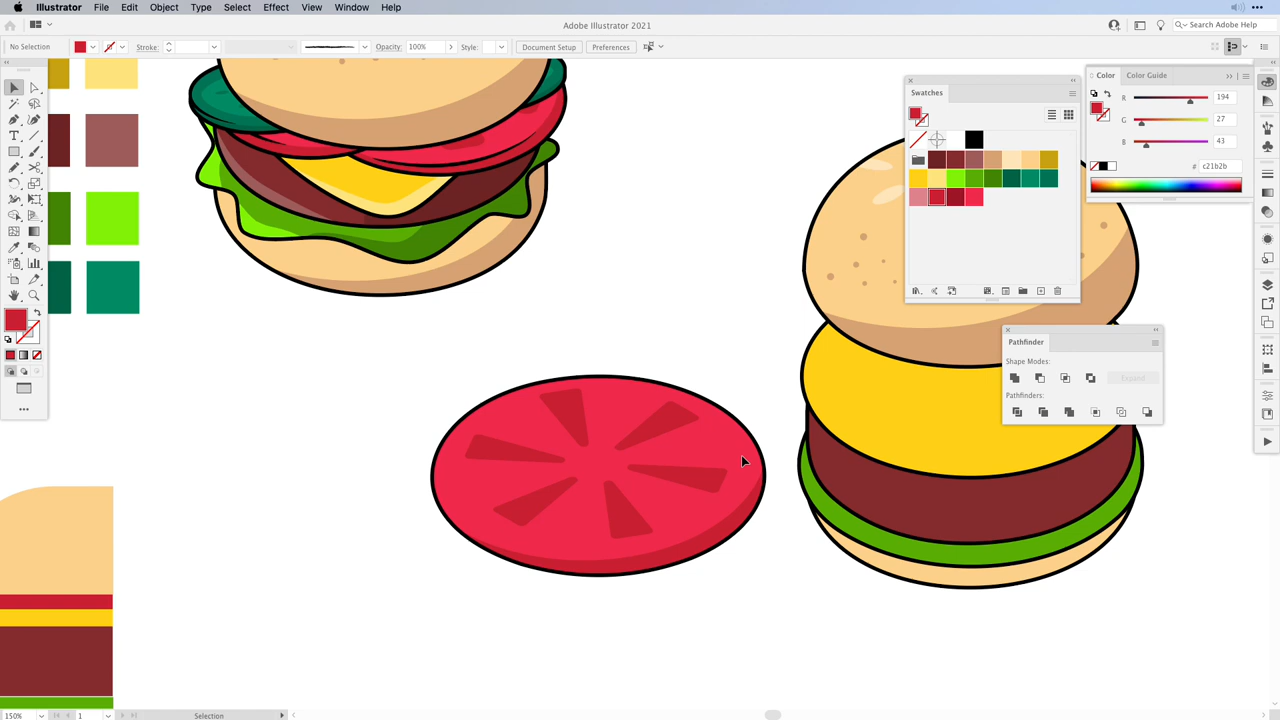 Illustrator File Edit Object Type Select Effect View Window Help
Adobe Illustrator 2021
Search Adobe Help
No Selection
Stroke:
Opacity: 100%
Style:
Document Setup
Preferences
Color Color Guide
R 194
G 27
B 43
# c21b2b
Swatches
Pathfinder
Shape Modes:
Expand
Pathfinders:
150%
1
Selection